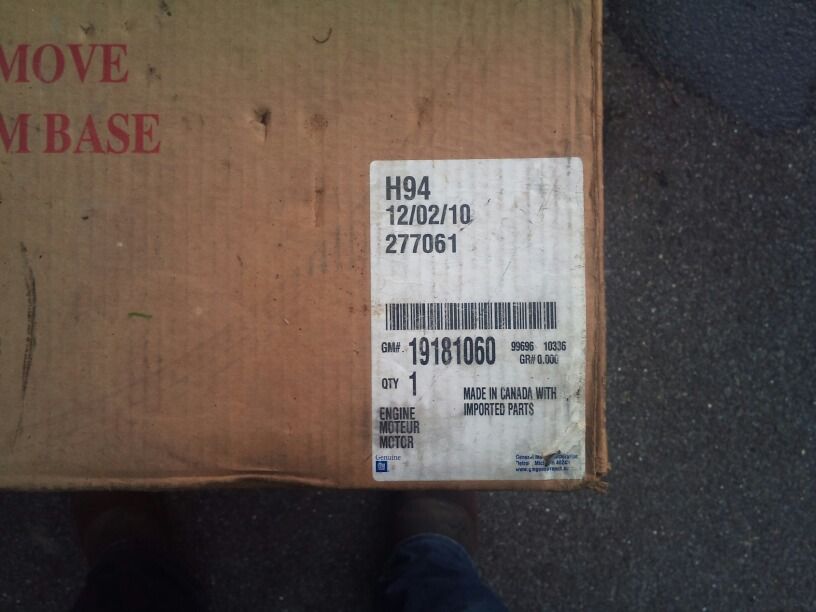 MOVE
M BASE
H94
12/02/10
277061
GM#. 19181060 99696 10336
GR# 0.000
QTY 1
MADE IN CANADA WITH
IMPORTED PARTS
ENGINE
MOTEUR
MOTOR
Genuine
GM